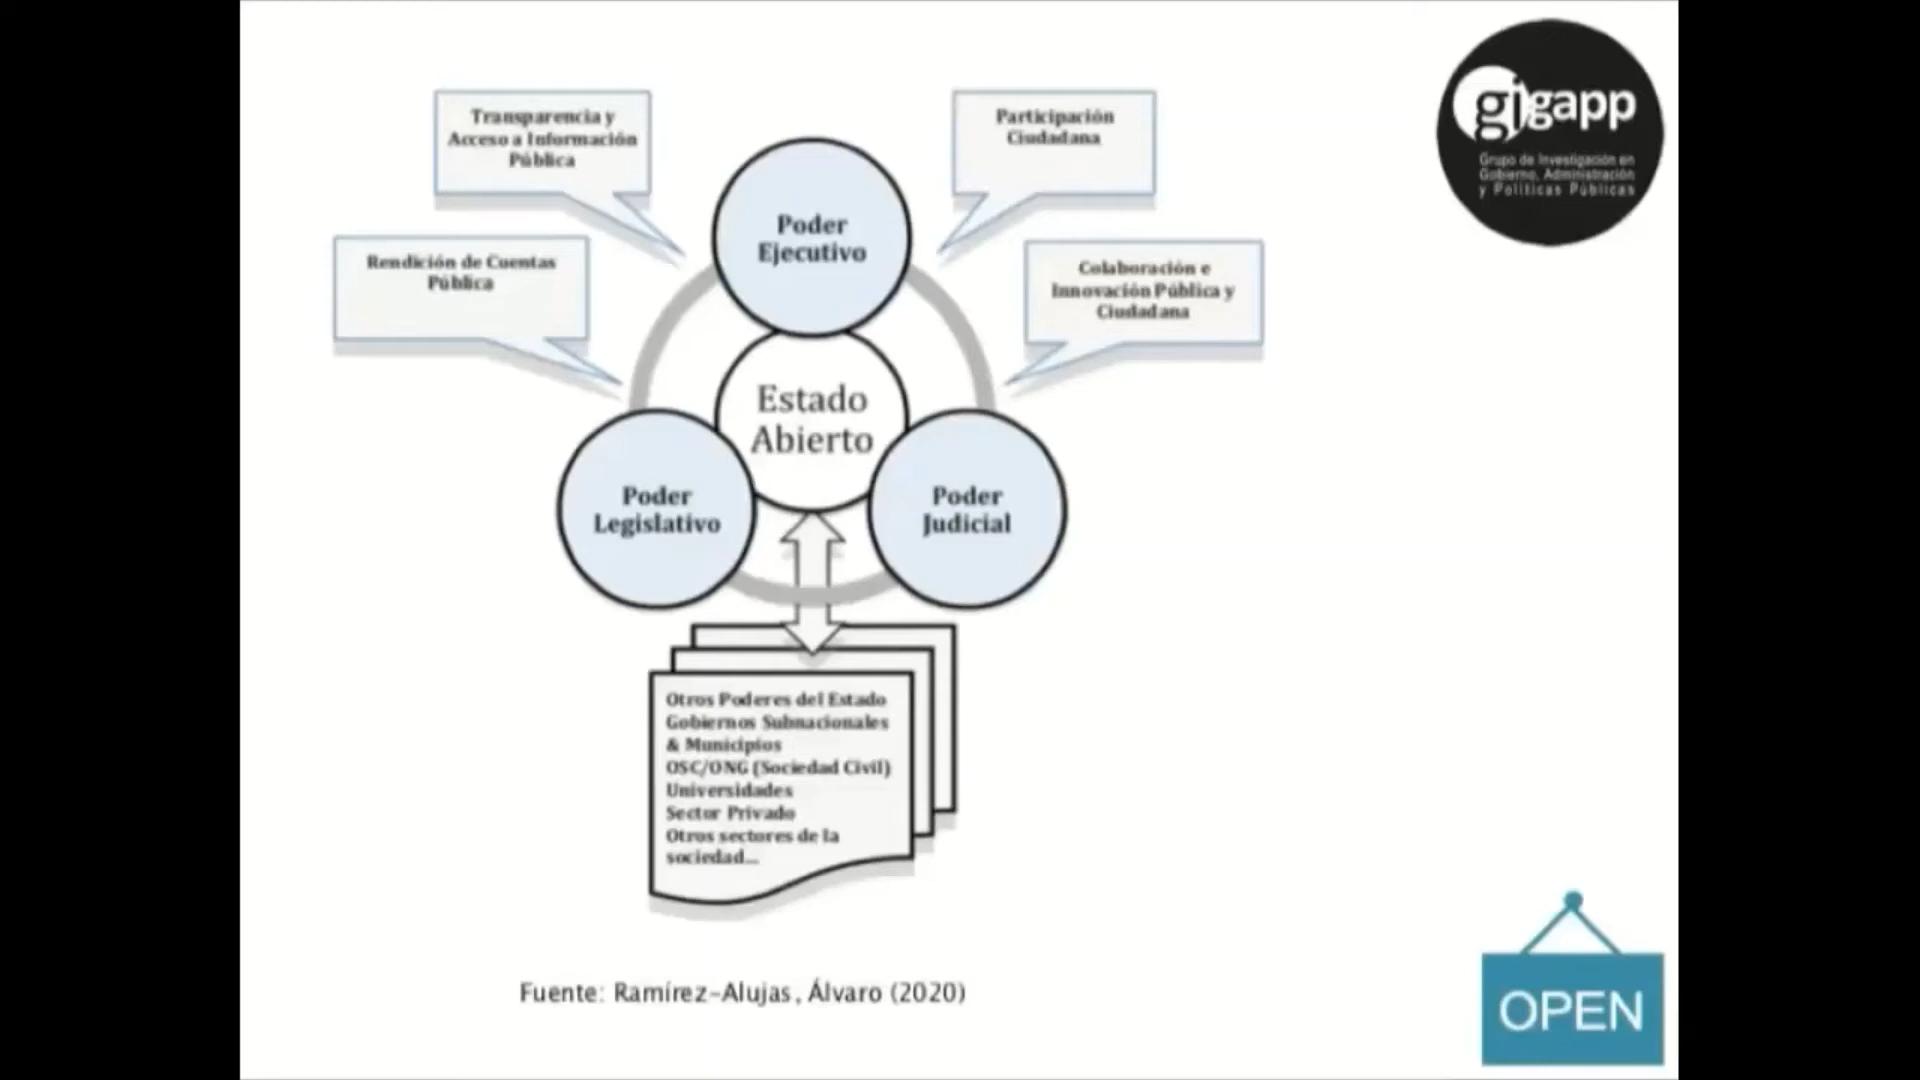 Transparencia y
Acceso a Información
Pública
Participación
Ciudadana
gigapp
Grupo de Investigación en
Gobierno, Administración
y Políticas Públicas
Rendición de Cuentas
Pública
Colaboración e
Innovación Pública y
Ciudadana
Poder
Ejecutivo
Estado
Abierto
Poder
Legislativo
Poder
Judicial
Otros Poderes del Estado
Gobiernos Subnacionales
& Municipios
OSC/ONG (Sociedad Civil)
Universidades
Sector Privado
Otros sectores de la
sociedad...
Fuente: Ramírez-Alujas, Álvaro (2020)
OPEN